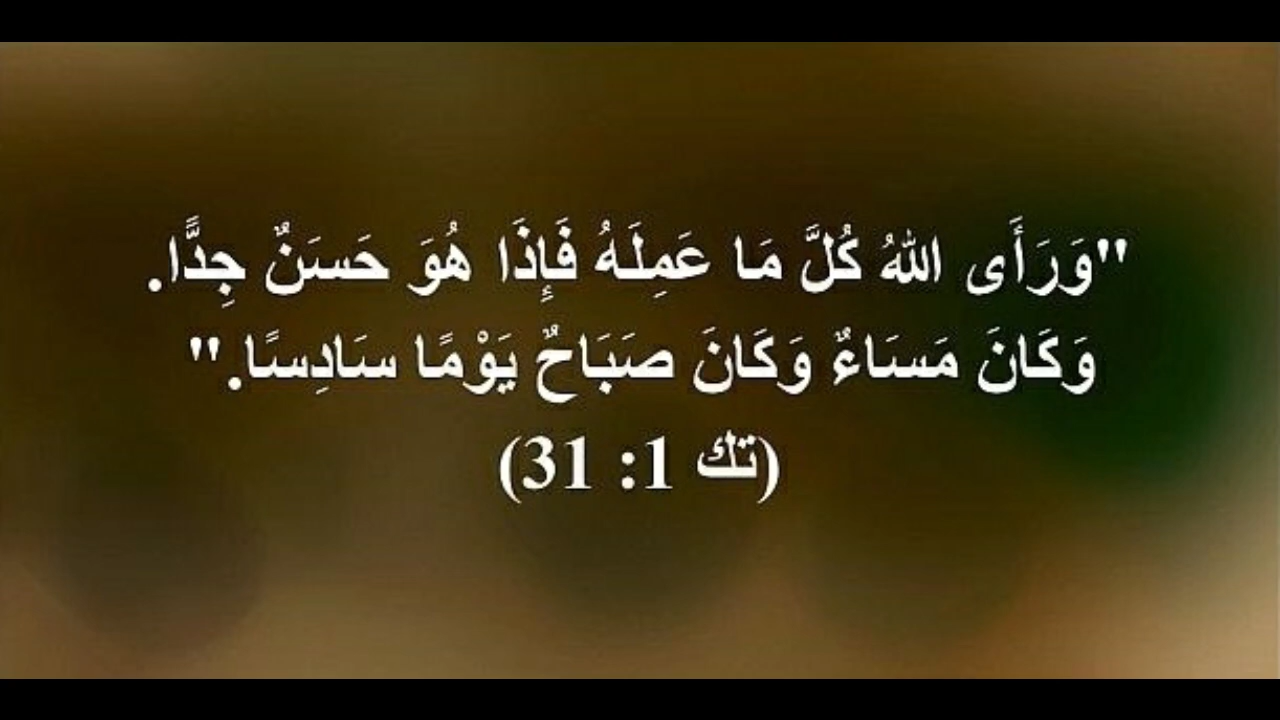 "وَرَأَى اللهُ كُلَّ مَا عَمِلَهُ فَإِذَا هُوَ حَسَنٌ جِدًّا.
وَكَانَ مَسَاءٌ وَكَانَ صَبَاحٌ يَوْمًا سَادِسًا."
(تك 1: 31)